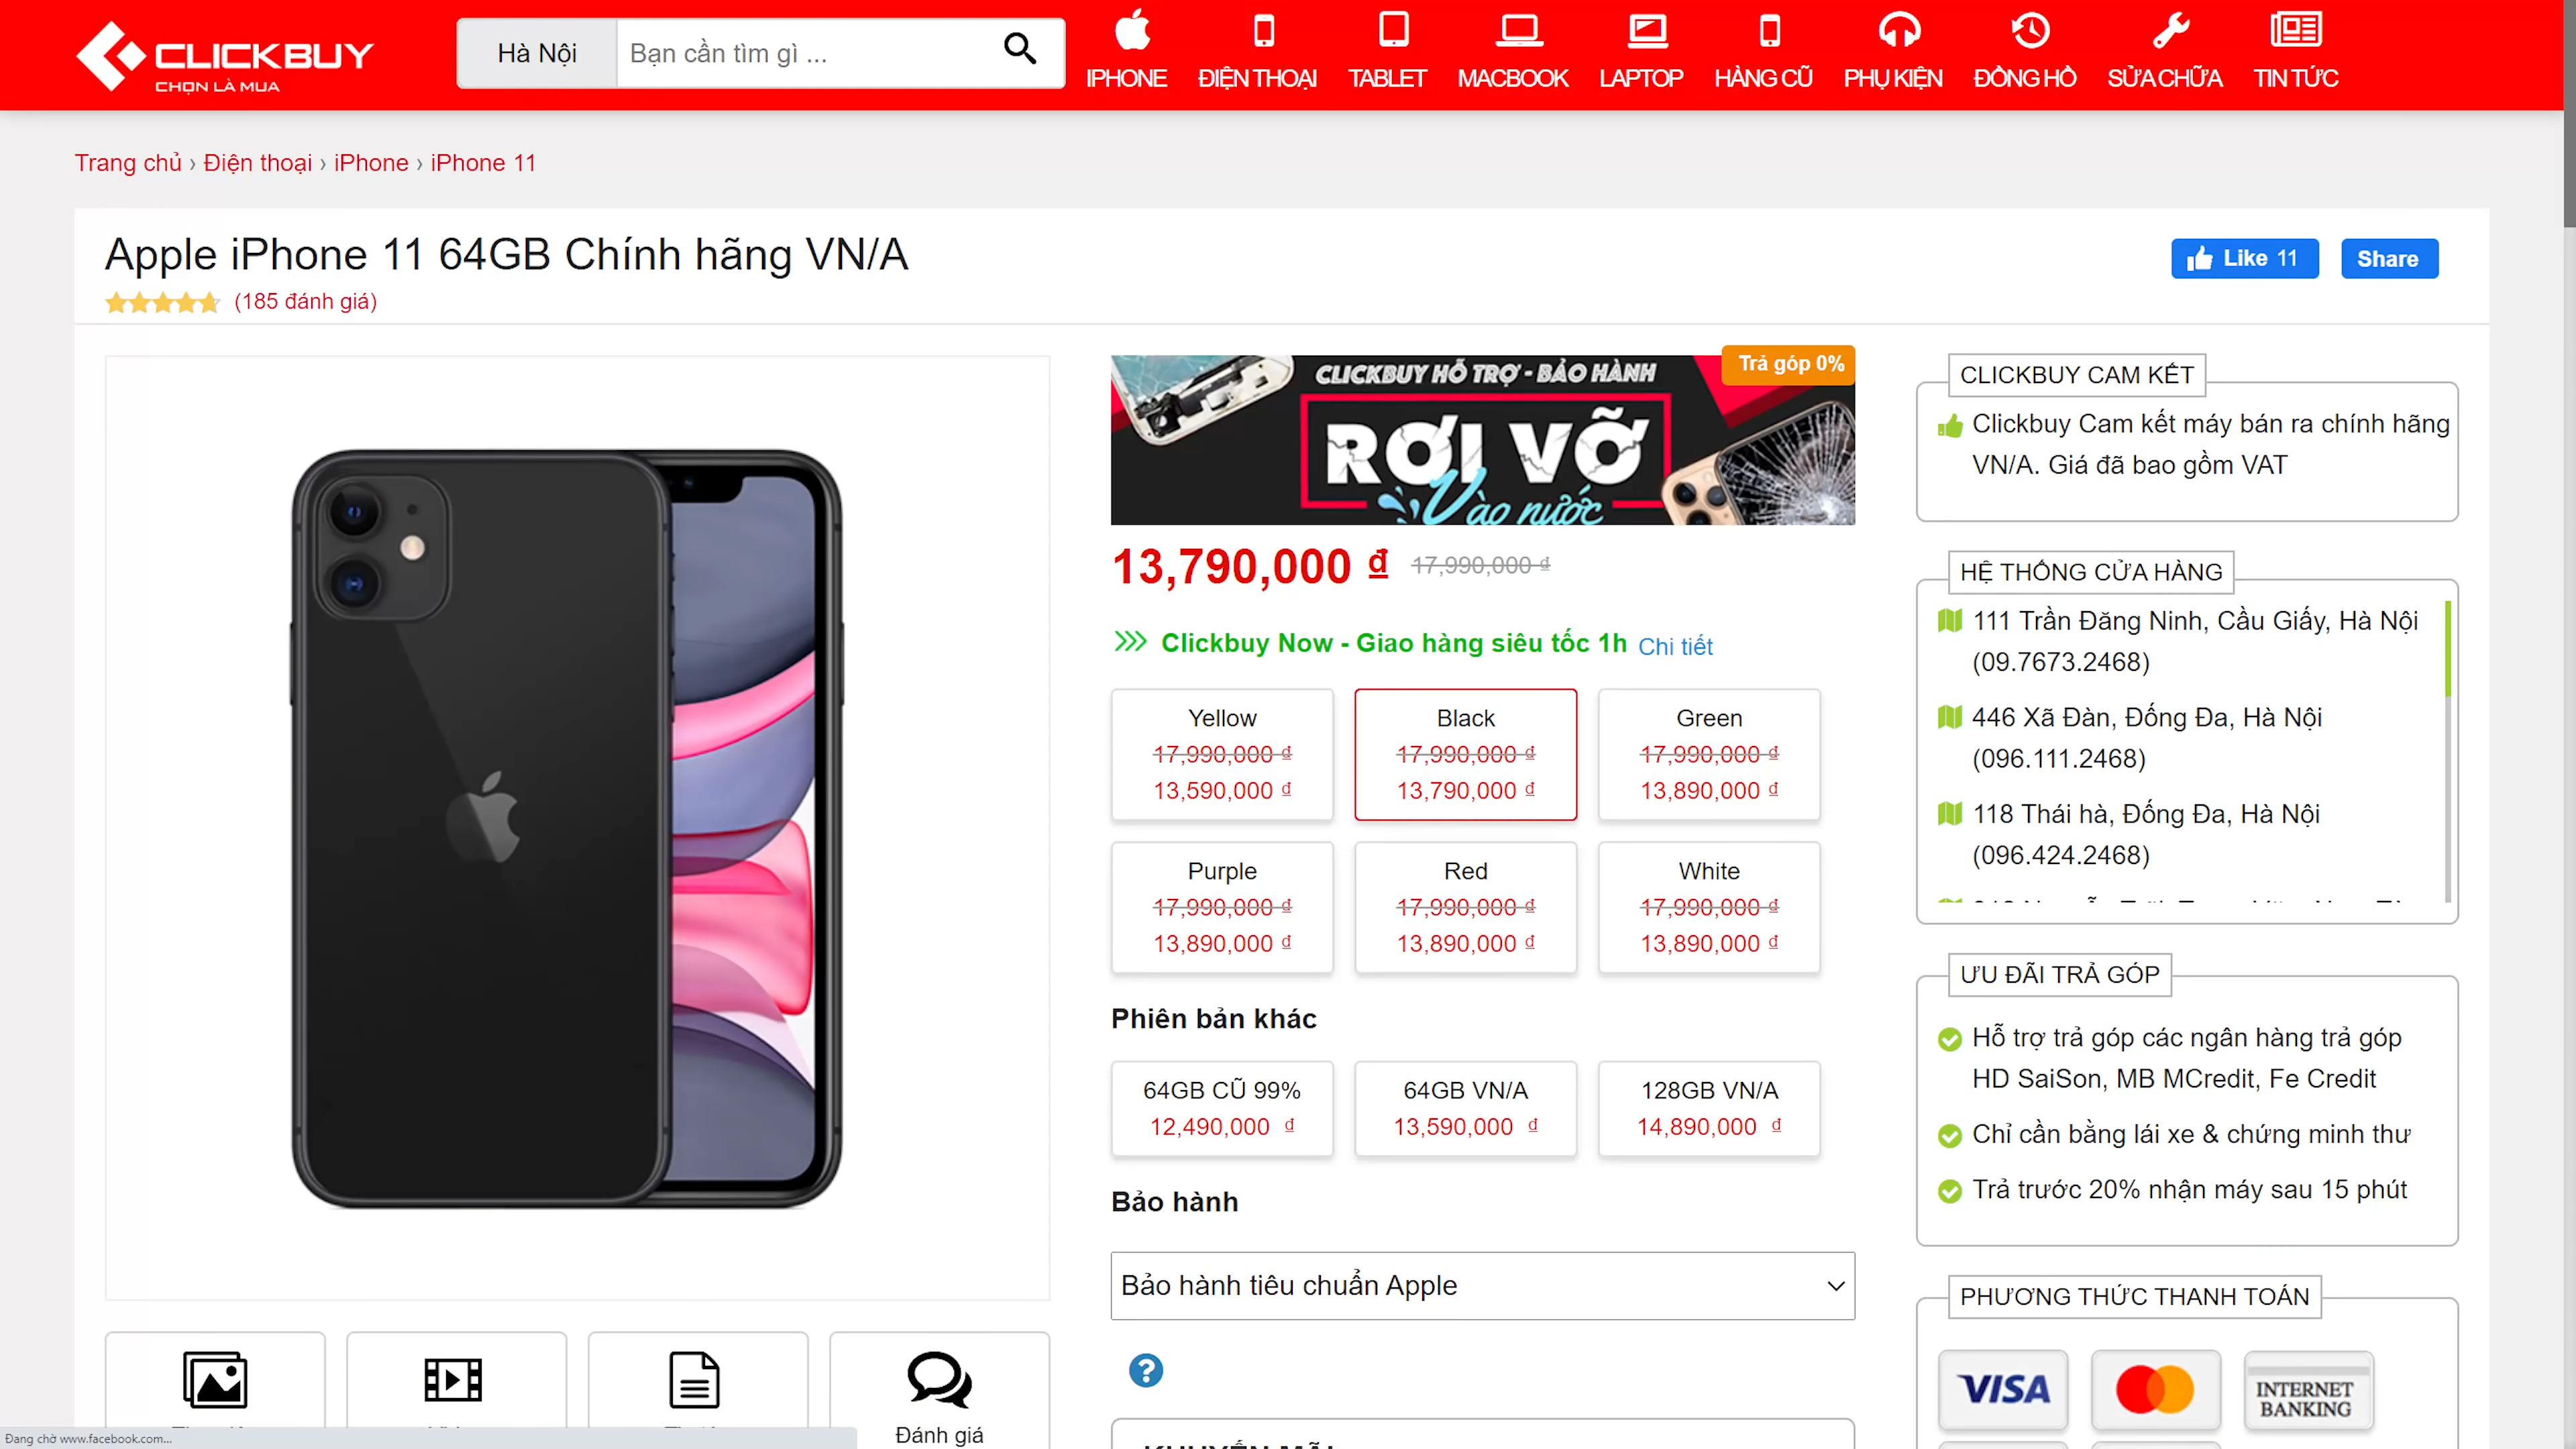 CLICKBUY
CHỌN LÀ MUA
Hà Nội
Bạn cần tìm gì ...
IPHONE
ĐIỆN THOẠI
TABLET
MACBOOK
LAPTOP
HÀNG CŨ
PHỤ KIỆN
ĐỒNG HỒ
SỬA CHỮA
TIN TỨC
Trang chủ › Điện thoại › iPhone › iPhone 11
Apple iPhone 11 64GB Chính hãng VN/A
(185 đánh giá)
Like 11
Share
CLICKBUY HỖ TRỢ - BẢO HÀNH
Trả góp 0%
RƠI VỠ
Vào nước
13,790,000 ₫ 17,990,000 ₫
Clickbuy Now - Giao hàng siêu tốc 1h Chi tiết
Yellow
17,990,000 ₫
13,590,000 ₫
Black
17,990,000 ₫
13,790,000 ₫
Green
17,990,000 ₫
13,890,000 ₫
Purple
17,990,000 ₫
13,890,000 ₫
Red
17,990,000 ₫
13,890,000 ₫
White
17,990,000 ₫
13,890,000 ₫
Phiên bản khác
64GB CŨ 99%
12,490,000 ₫
64GB VN/A
13,590,000 ₫
128GB VN/A
14,890,000 ₫
Bảo hành
Bảo hành tiêu chuẩn Apple
?
KHUYẾN MÃI
CLICKBUY CAM KẾT
Clickbuy Cam kết máy bán ra chính hãng
VN/A. Giá đã bao gồm VAT
HỆ THỐNG CỬA HÀNG
111 Trần Đăng Ninh, Cầu Giấy, Hà Nội
(09.7673.2468)
446 Xã Đàn, Đống Đa, Hà Nội
(096.111.2468)
118 Thái hà, Đống Đa, Hà Nội
(096.424.2468)
ƯU ĐÃI TRẢ GÓP
Hỗ trợ trả góp các ngân hàng trả góp
HD SaiSon, MB MCredit, Fe Credit
Chỉ cần bằng lái xe & chứng minh thư
Trả trước 20% nhận máy sau 15 phút
PHƯƠNG THỨC THANH TOÁN
VISA
INTERNET
BANKING
Đánh giá
Đang chờ www.facebook.com...